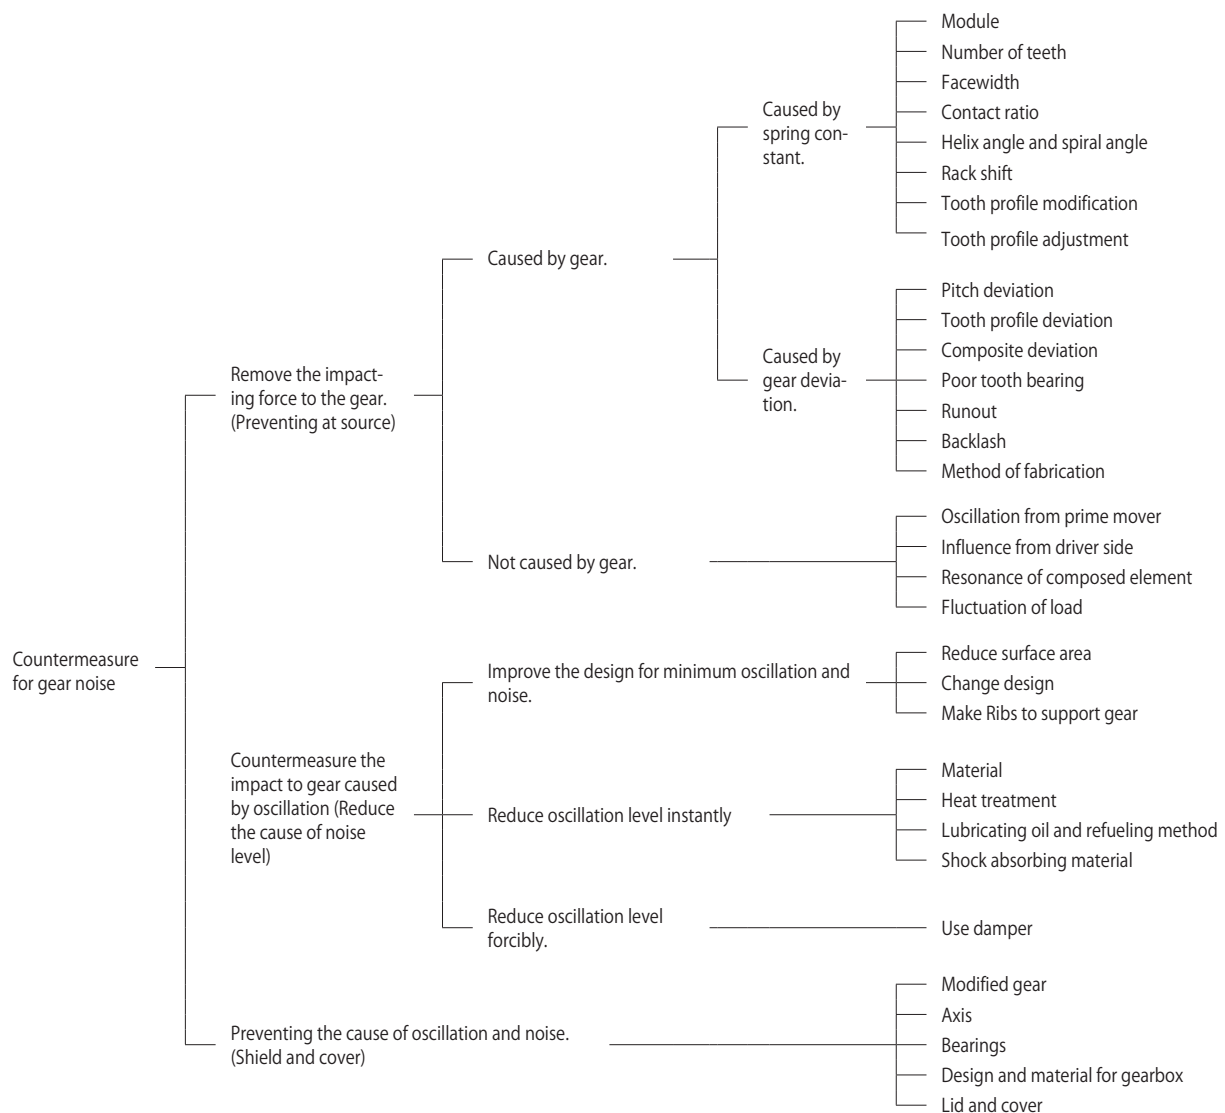 Countermeasure
for gear noise
Remove the impact-
ing force to the gear.
(Preventing at source)
Caused by gear.
Caused by
spring con-
stant.
Module
Number of teeth
Facewidth
Contact ratio
Helix angle and spiral angle
Rack shift
Tooth profile modification
Tooth profile adjustment
Caused by
gear devia-
tion.
Pitch deviation
Tooth profile deviation
Composite deviation
Poor tooth bearing
Runout
Backlash
Method of fabrication
Not caused by gear.
Oscillation from prime mover
Influence from driver side
Resonance of composed element
Fluctuation of load
Countermeasure the
impact to gear caused
by oscillation (Reduce
the cause of noise
level)
Improve the design for minimum oscillation and
noise.
Reduce surface area
Change design
Make Ribs to support gear
Reduce oscillation level instantly
Material
Heat treatment
Lubricating oil and refueling method
Shock absorbing material
Reduce oscillation level
forcibly.
Use damper
Preventing the cause of oscillation and noise.
(Shield and cover)
Modified gear
Axis
Bearings
Design and material for gearbox
Lid and cover